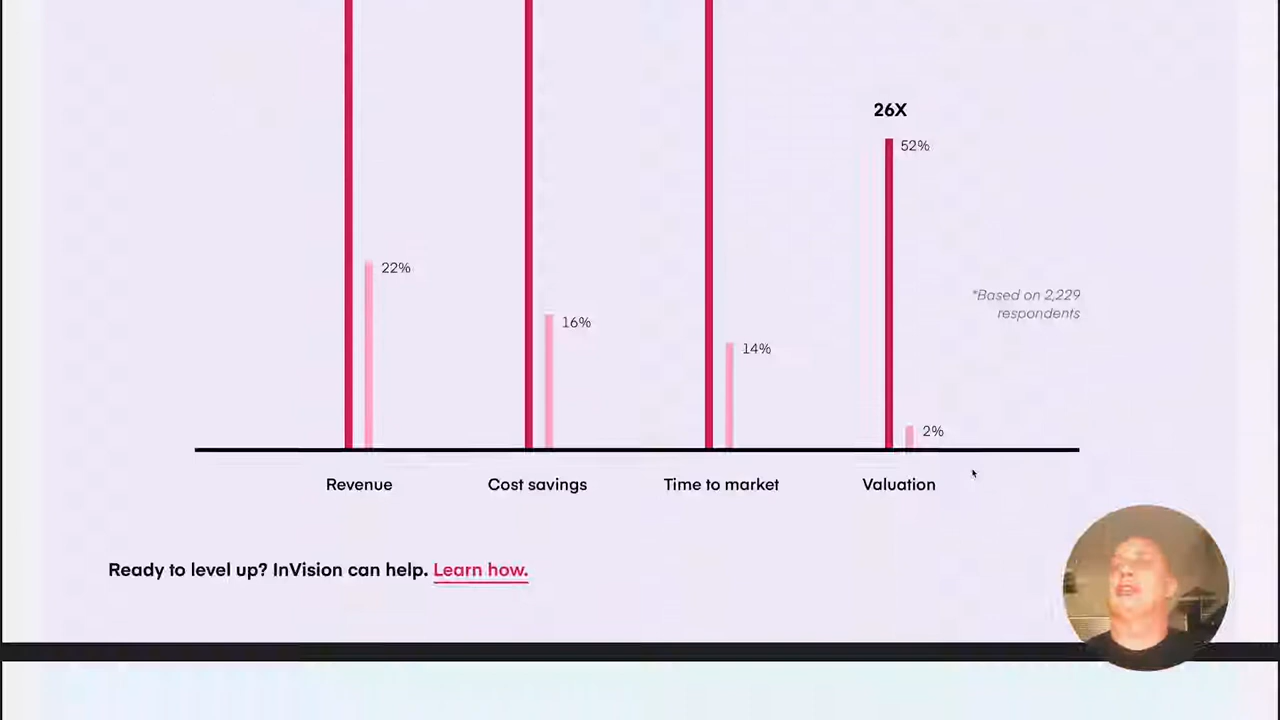 26X
52%
22%
*Based on 2,229
respondents
16%
14%
2%
Revenue
Cost savings
Time to market
Valuation
Ready to level up? InVision can help. Learn how.